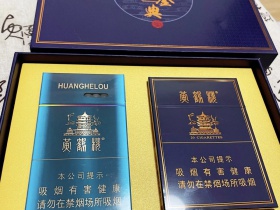 金典
HUANGHELOU
黄鹤楼
本公司提示
吸烟有害健康
请勿在禁烟场所吸烟
黄鹤楼
20 CIGARETTES
本公司提示
吸烟有害健康
请勿在禁烟场所吸烟